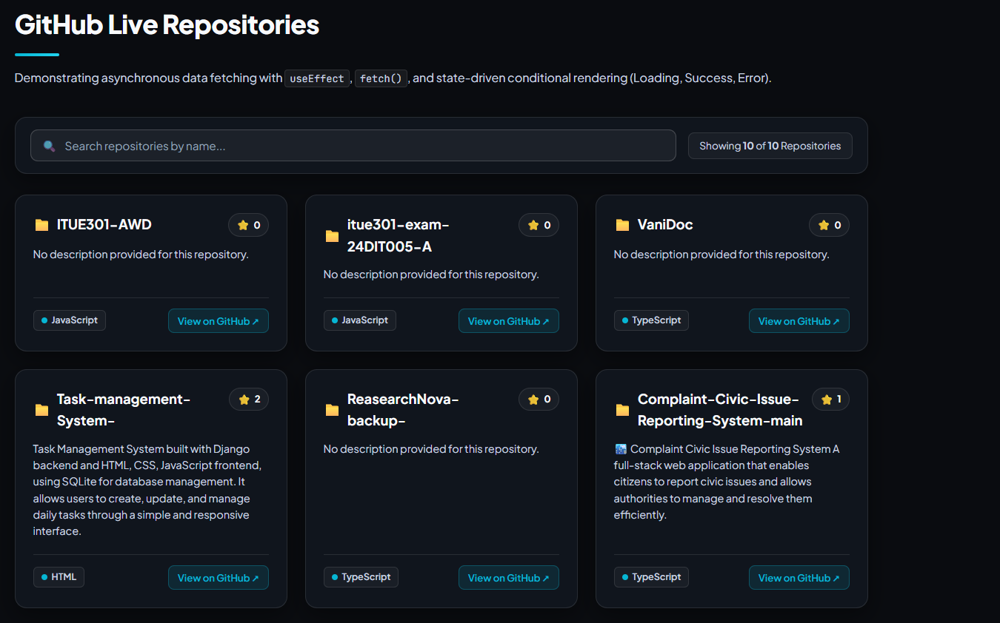 GitHub Live Repositories
Demonstrating asynchronous data fetching with useEffect, fetch(), and state-driven conditional rendering (Loading, Success, Error).
Search repositories by name...
Showing 10 of 10 Repositories
ITUE301-AWD
0
No description provided for this repository.
JavaScript
View on GitHub ↗
itue301-exam-
24DIT005-A
0
No description provided for this repository.
JavaScript
View on GitHub ↗
VaniDoc
0
No description provided for this repository.
TypeScript
View on GitHub ↗
Task-management-
System-
2
Task Management System built with Django
backend and HTML, CSS, JavaScript frontend,
using SQLite for database management. It
allows users to create, update, and manage
daily tasks through a simple and responsive
interface.
HTML
View on GitHub ↗
ReasearchNova-
backup-
0
No description provided for this repository.
TypeScript
View on GitHub ↗
Complaint-Civic-Issue-
Reporting-System-main
1
🏙️ Complaint Civic Issue Reporting System A
full-stack web application that enables
citizens to report civic issues and allows
authorities to manage and resolve them
efficiently.
TypeScript
View on GitHub ↗